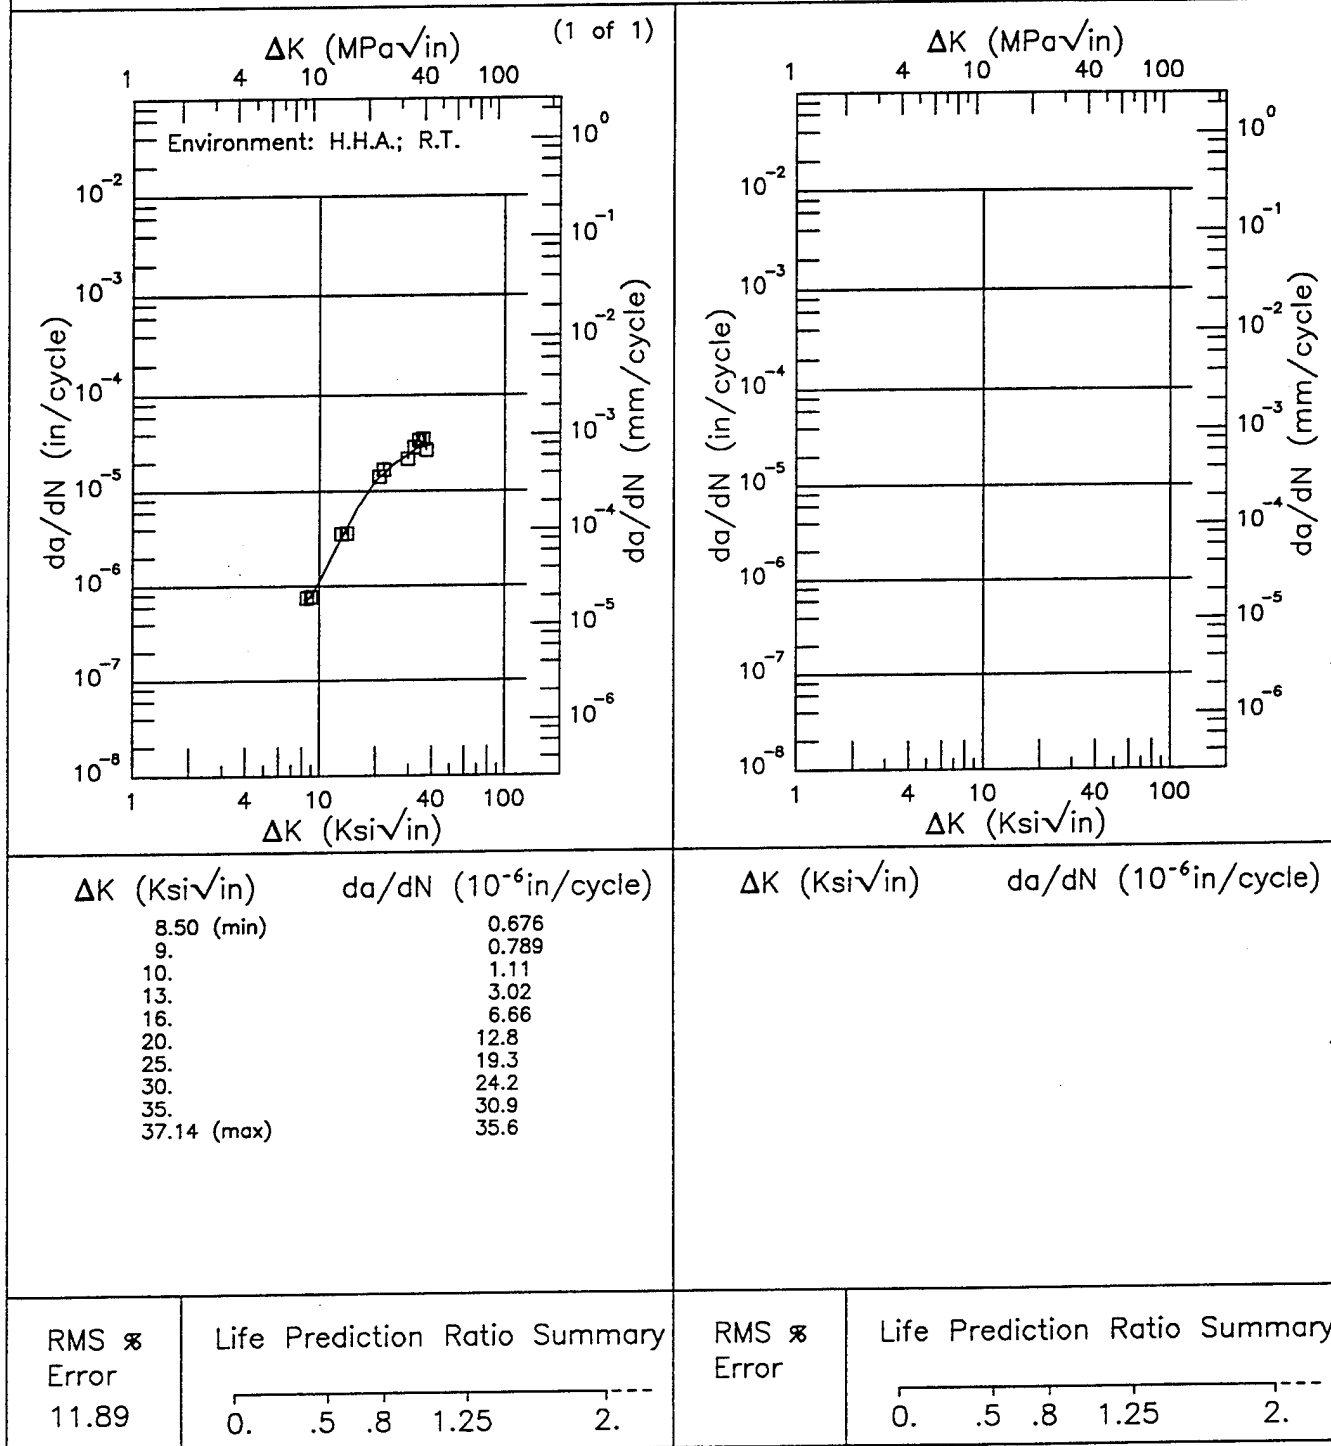 (1 of 1)
ΔK (MPa√in)
1 4 10 40 100
Environment: H.H.A.; R.T.
da/dN (in/cycle)
10⁻²
10⁻³
10⁻⁴
10⁻⁵
10⁻⁶
10⁻⁷
10⁻⁸
da/dN (mm/cycle)
10⁰
10⁻¹
10⁻²
10⁻³
10⁻⁴
10⁻⁵
10⁻⁶
1 4 10 40 100
ΔK (Ksi√in)
ΔK (MPa√in)
1 4 10 40 100
da/dN (in/cycle)
10⁻²
10⁻³
10⁻⁴
10⁻⁵
10⁻⁶
10⁻⁷
10⁻⁸
da/dN (mm/cycle)
10⁰
10⁻¹
10⁻²
10⁻³
10⁻⁴
10⁻⁵
10⁻⁶
1 4 10 40 100
ΔK (Ksi√in)
ΔK (Ksi√in) da/dN (10⁻⁶in/cycle)
8.50 (min) 0.676
9. 0.789
10. 1.11
13. 3.02
16. 6.66
20. 12.8
25. 19.3
30. 24.2
35. 30.9
37.14 (max) 35.6
ΔK (Ksi√in) da/dN (10⁻⁶in/cycle)
RMS %
Error
11.89
Life Prediction Ratio Summary
0. .5 .8 1.25 2.
RMS %
Error
Life Prediction Ratio Summary
0. .5 .8 1.25 2.